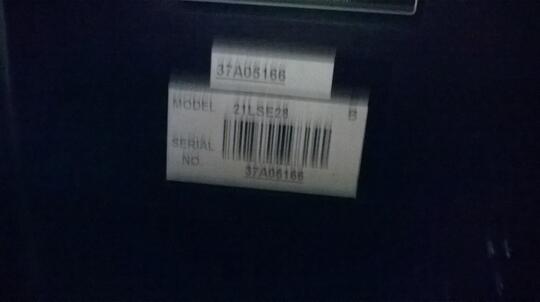 37A05166
MODEL 21LSE28 B
SERIAL
NO.
37A05166